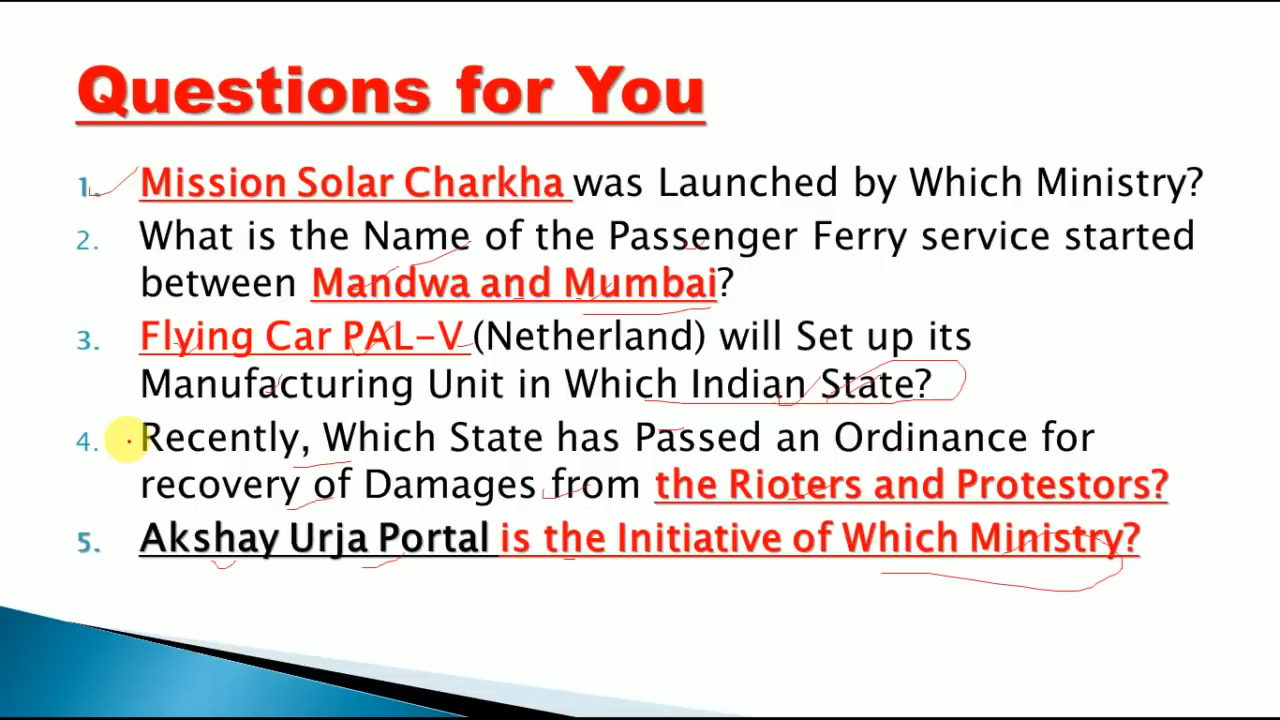 Questions for You
1. Mission Solar Charkha was Launched by Which Ministry?
2. What is the Name of the Passenger Ferry service started
between Mandwa and Mumbai?
3. Flying Car PAL-V (Netherland) will Set up its
Manufacturing Unit in Which Indian State?
4. Recently, Which State has Passed an Ordinance for
recovery of Damages from the Rioters and Protestors?
5. Akshay Urja Portal is the Initiative of Which Ministry?